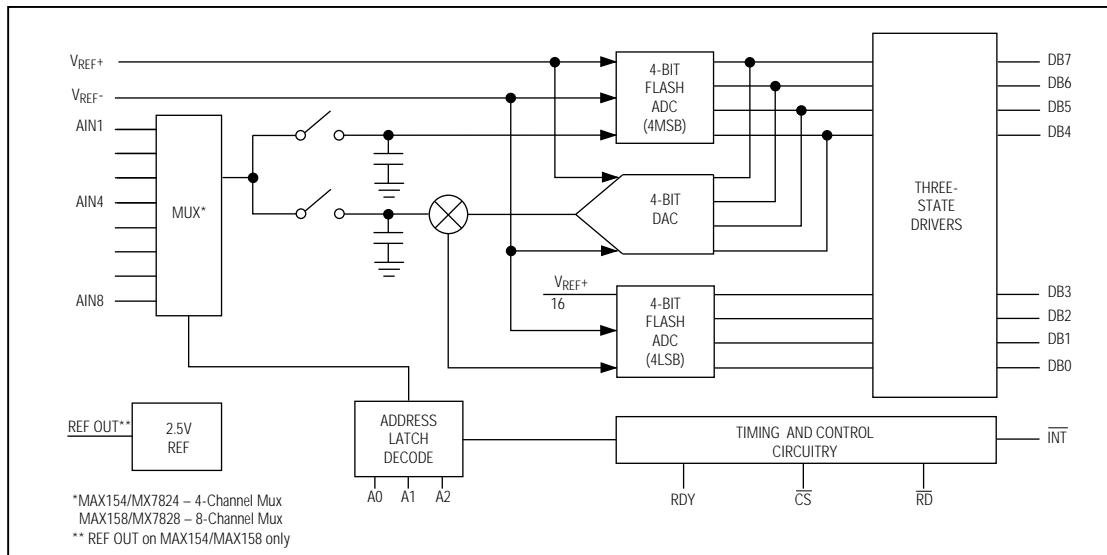 VREF+
VREF-
AIN1
AIN4
AIN8
MUX*
4-BIT
FLASH
ADC
(4MSB)
4-BIT
DAC
VREF+
16
4-BIT
FLASH
ADC
(4LSB)
THREE-
STATE
DRIVERS
DB7
DB6
DB5
DB4
DB3
DB2
DB1
DB0
REF OUT**
2.5V
REF
ADDRESS
LATCH
DECODE
A0 A1 A2
TIMING AND CONTROL
CIRCUITRY
INT
RDY CS RD
*MAX154/MX7824 – 4-Channel Mux
MAX158/MX7828 – 8-Channel Mux
** REF OUT on MAX154/MAX158 only